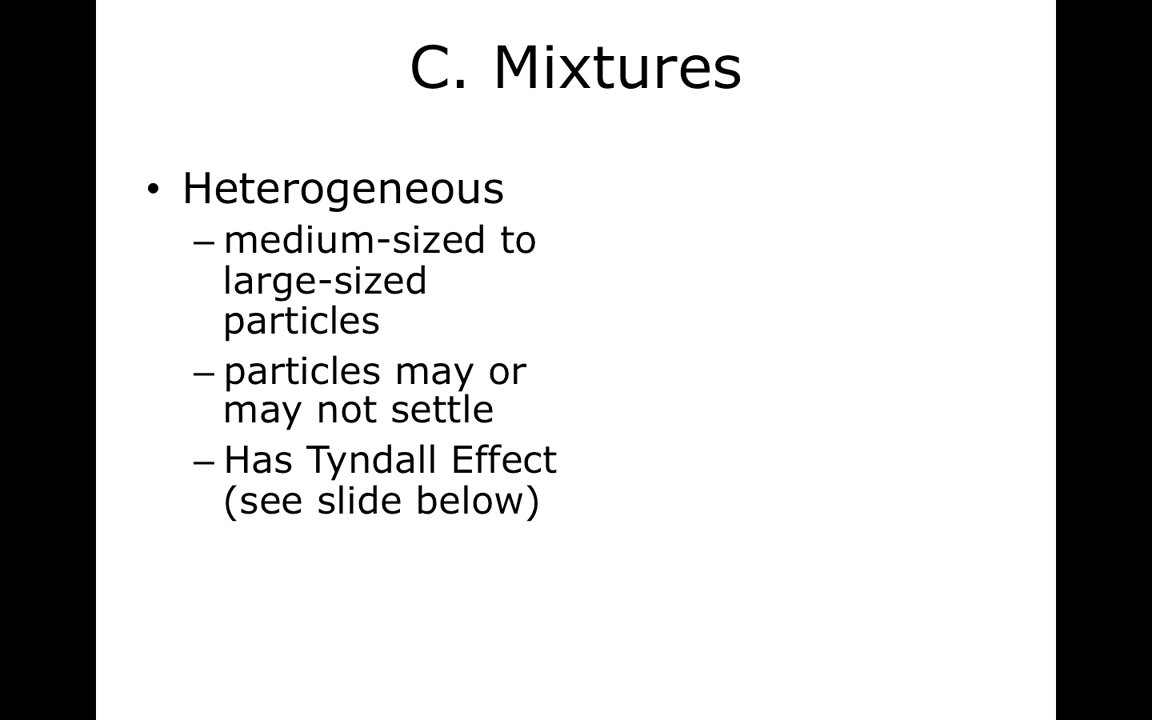 C. Mixtures
• Heterogeneous
– medium-sized to
large-sized
particles
– particles may or
may not settle
– Has Tyndall Effect
(see slide below)